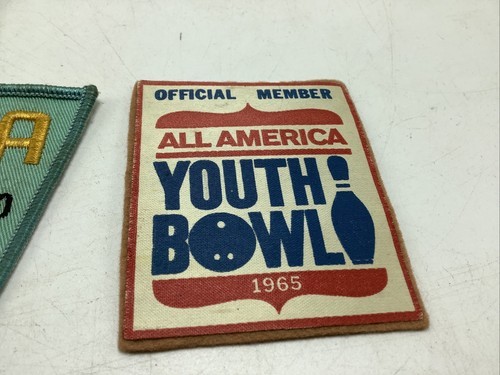 OFFICIAL MEMBER
ALL AMERICA
YOUTH
BOWL!
1965
A